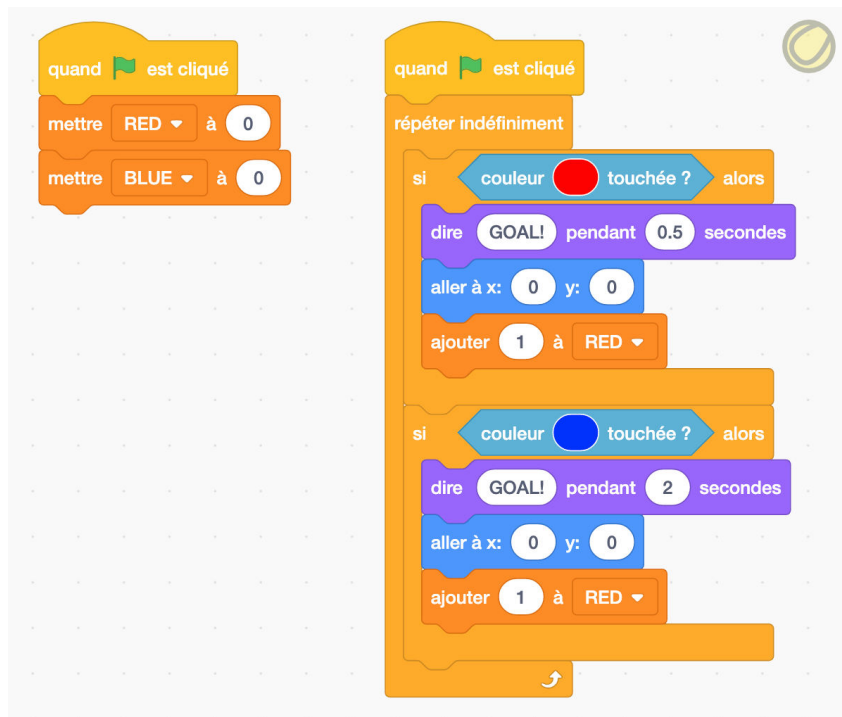 quand est cliqué
mettre RED à 0
mettre BLUE à 0
quand est cliqué
répéter indéfiniment
si couleur touchée ? alors
dire GOAL! pendant 0.5 secondes
aller à x: 0 y: 0
ajouter 1 à RED
si couleur touchée ? alors
dire GOAL! pendant 2 secondes
aller à x: 0 y: 0
ajouter 1 à RED